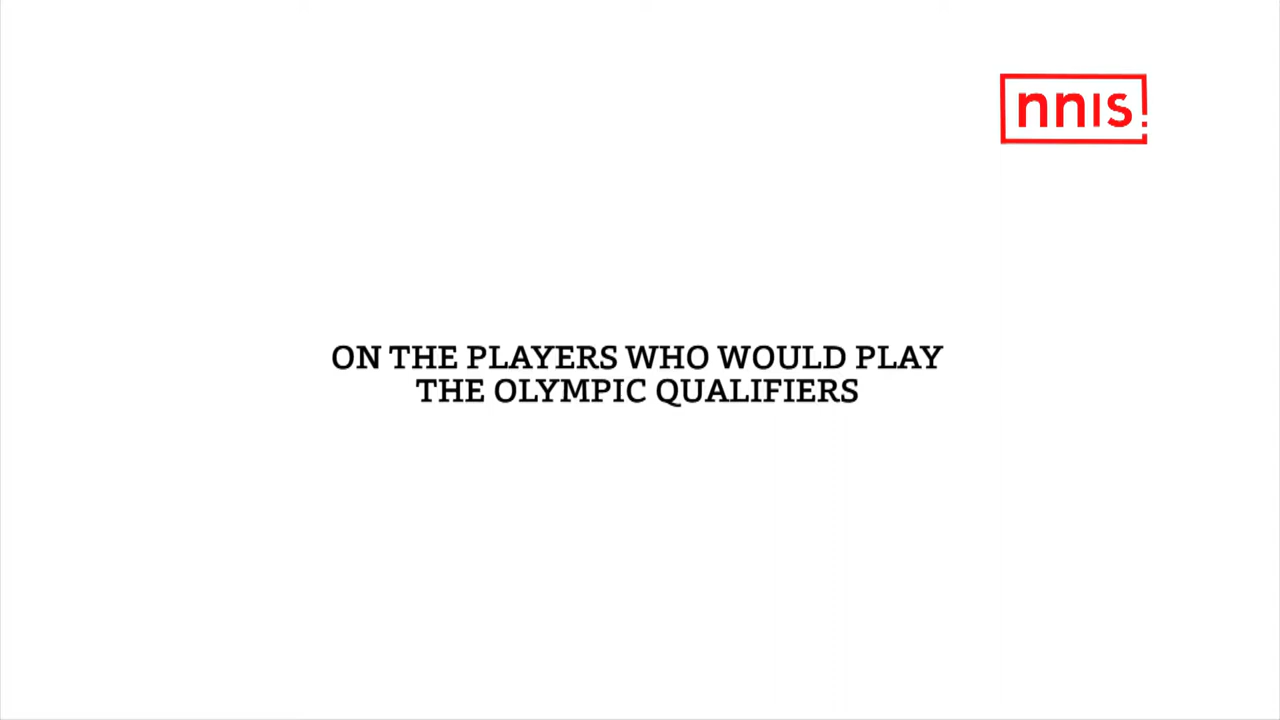 nnis!
ON THE PLAYERS WHO WOULD PLAY
THE OLYMPIC QUALIFIERS